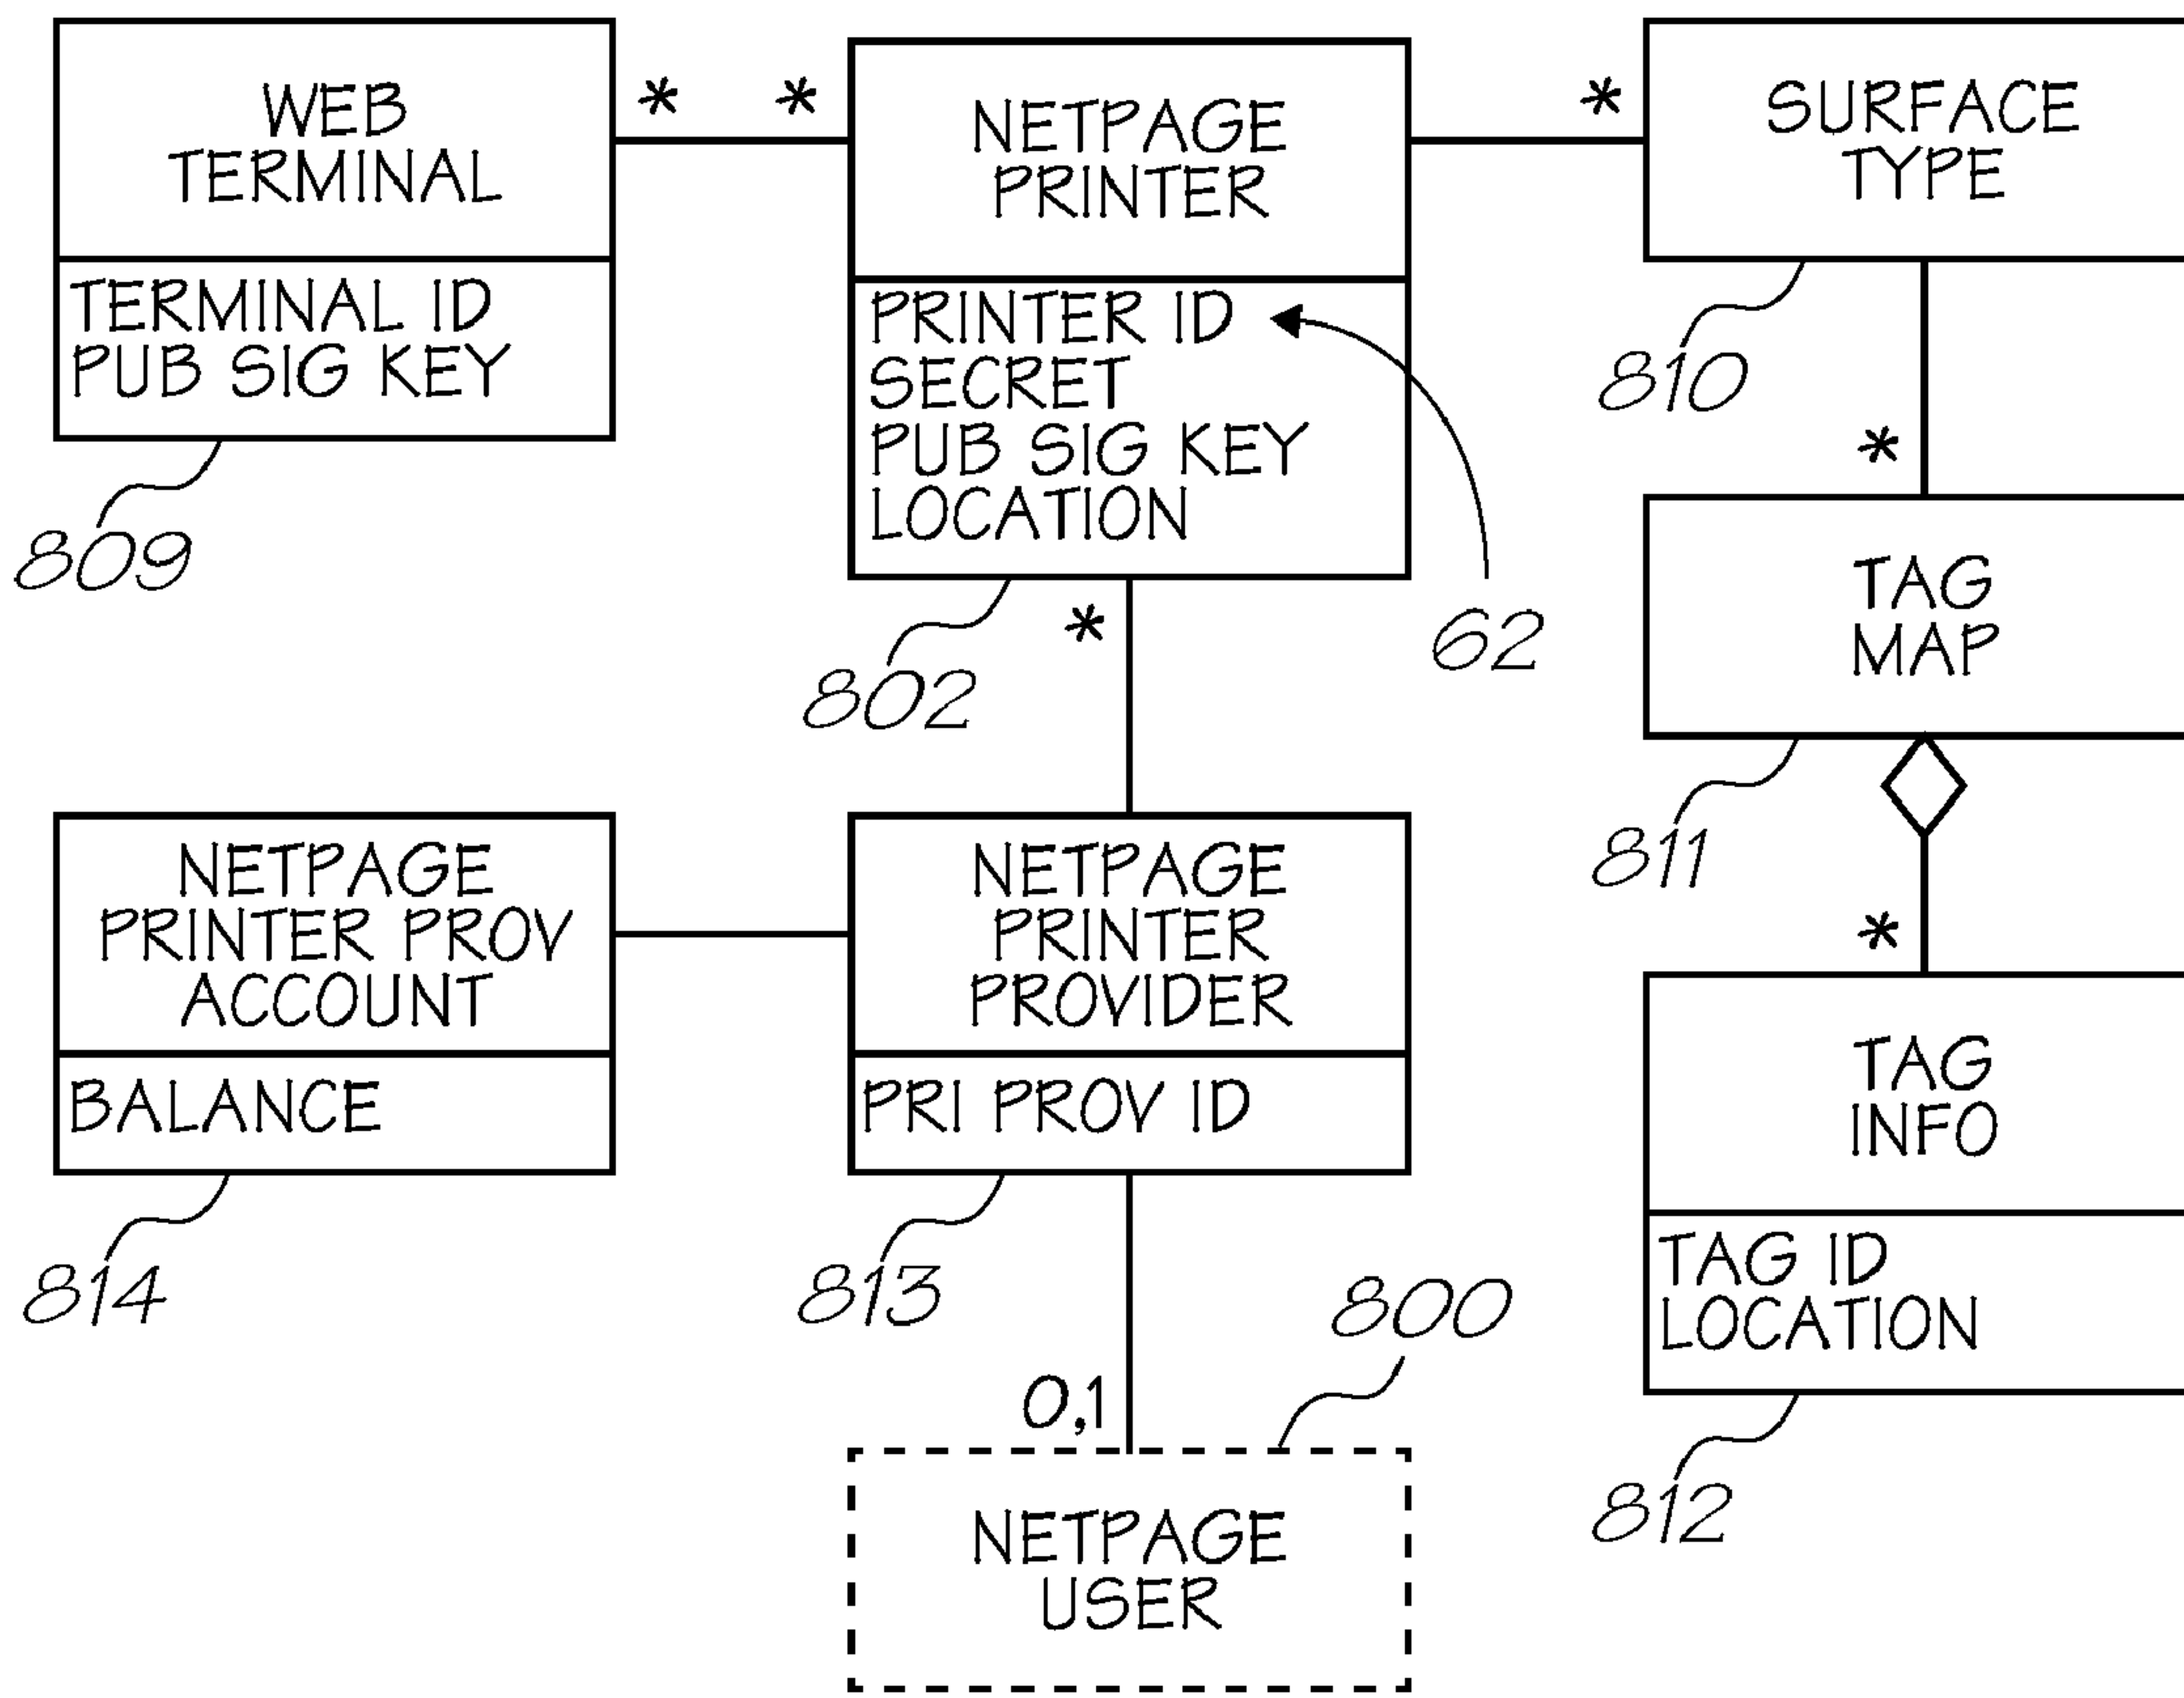 WEB
TERMINAL
TERMINAL ID
PUB SIG KEY
809
*
*
NETPAGE
PRINTER
PRINTER ID
SECRET
PUB SIG KEY
LOCATION
802
62
*
*
SURFACE
TYPE
810
*
TAG
MAP
811
*
TAG
INFO
TAG ID
LOCATION
812
NETPAGE
PRINTER PROV
ACCOUNT
BALANCE
814
NETPAGE
PRINTER
PROVIDER
PRI PROV ID
813
0,1
800
NETPAGE
USER